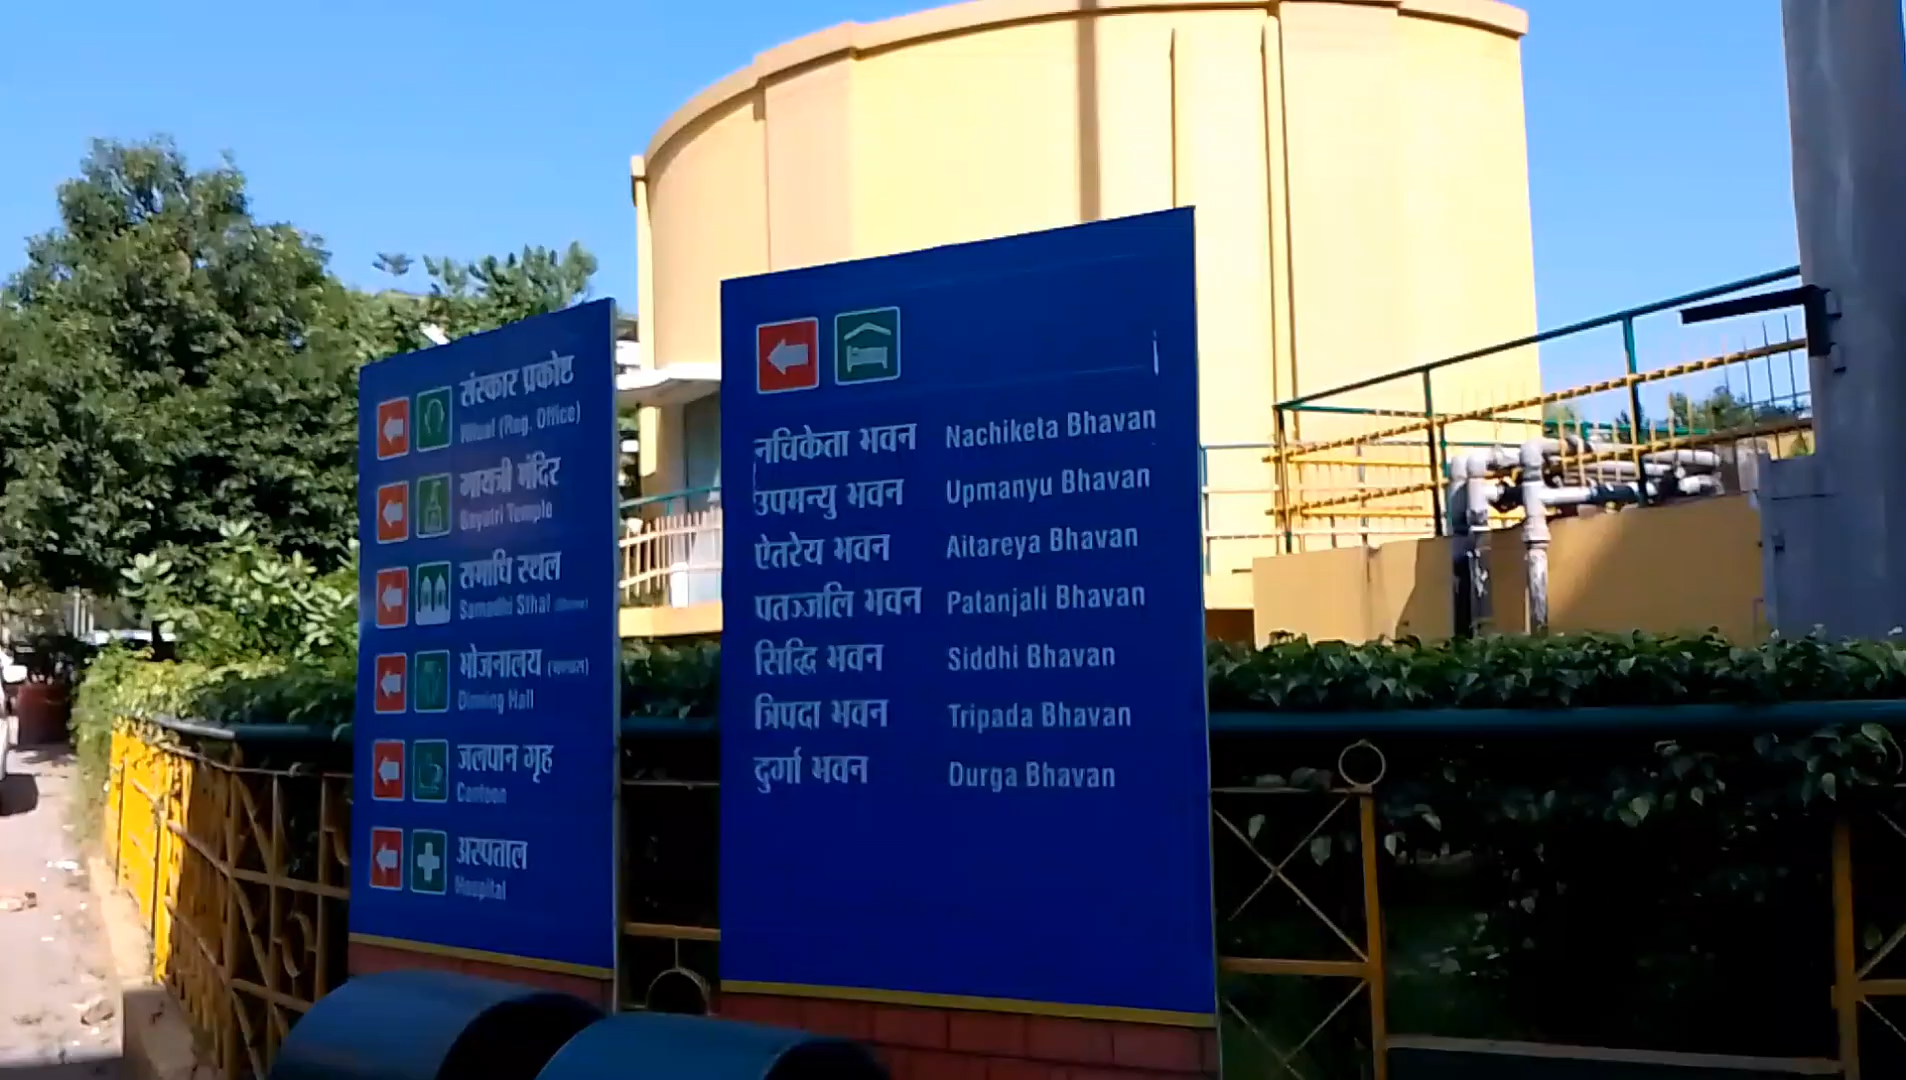 संस्कार प्रकोष्ट
Ritual (Reg. Office)
गायत्री मंदिर
Gayatri Temple
समाधि स्थल
Samadhi Sthal
भोजनालय
Dinning Hall
जलपान गृह
Canteen
अस्पताल
Hospital
नचिकेता भवन Nachiketa Bhavan
उपमन्यु भवन Upmanyu Bhavan
ऐतरेय भवन Aitareya Bhavan
पतञ्जलि भवन Patanjali Bhavan
सिद्धि भवन Siddhi Bhavan
त्रिपदा भवन Tripada Bhavan
दुर्गा भवन Durga Bhavan